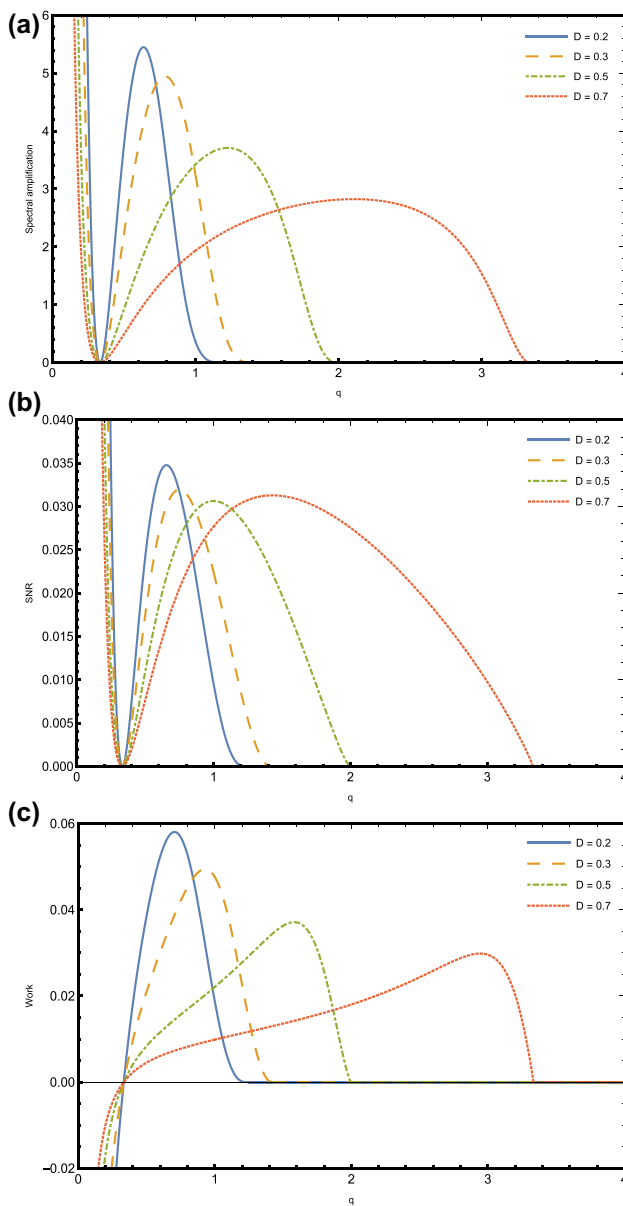 (a)
6
5
4
3
2
1
0
Spectral amplification
D = 0.2
D = 0.3
D = 0.5
D = 0.7
0 1 2 3 4
q
(b)
0.040
0.035
0.030
0.025
0.020
0.015
0.010
0.005
0.000
SNR
D = 0.2
D = 0.3
D = 0.5
D = 0.7
0 1 2 3 4
q
(c)
0.06
0.04
0.02
0.00
−0.02
Work
D = 0.2
D = 0.3
D = 0.5
D = 0.7
0 1 2 3 4
q